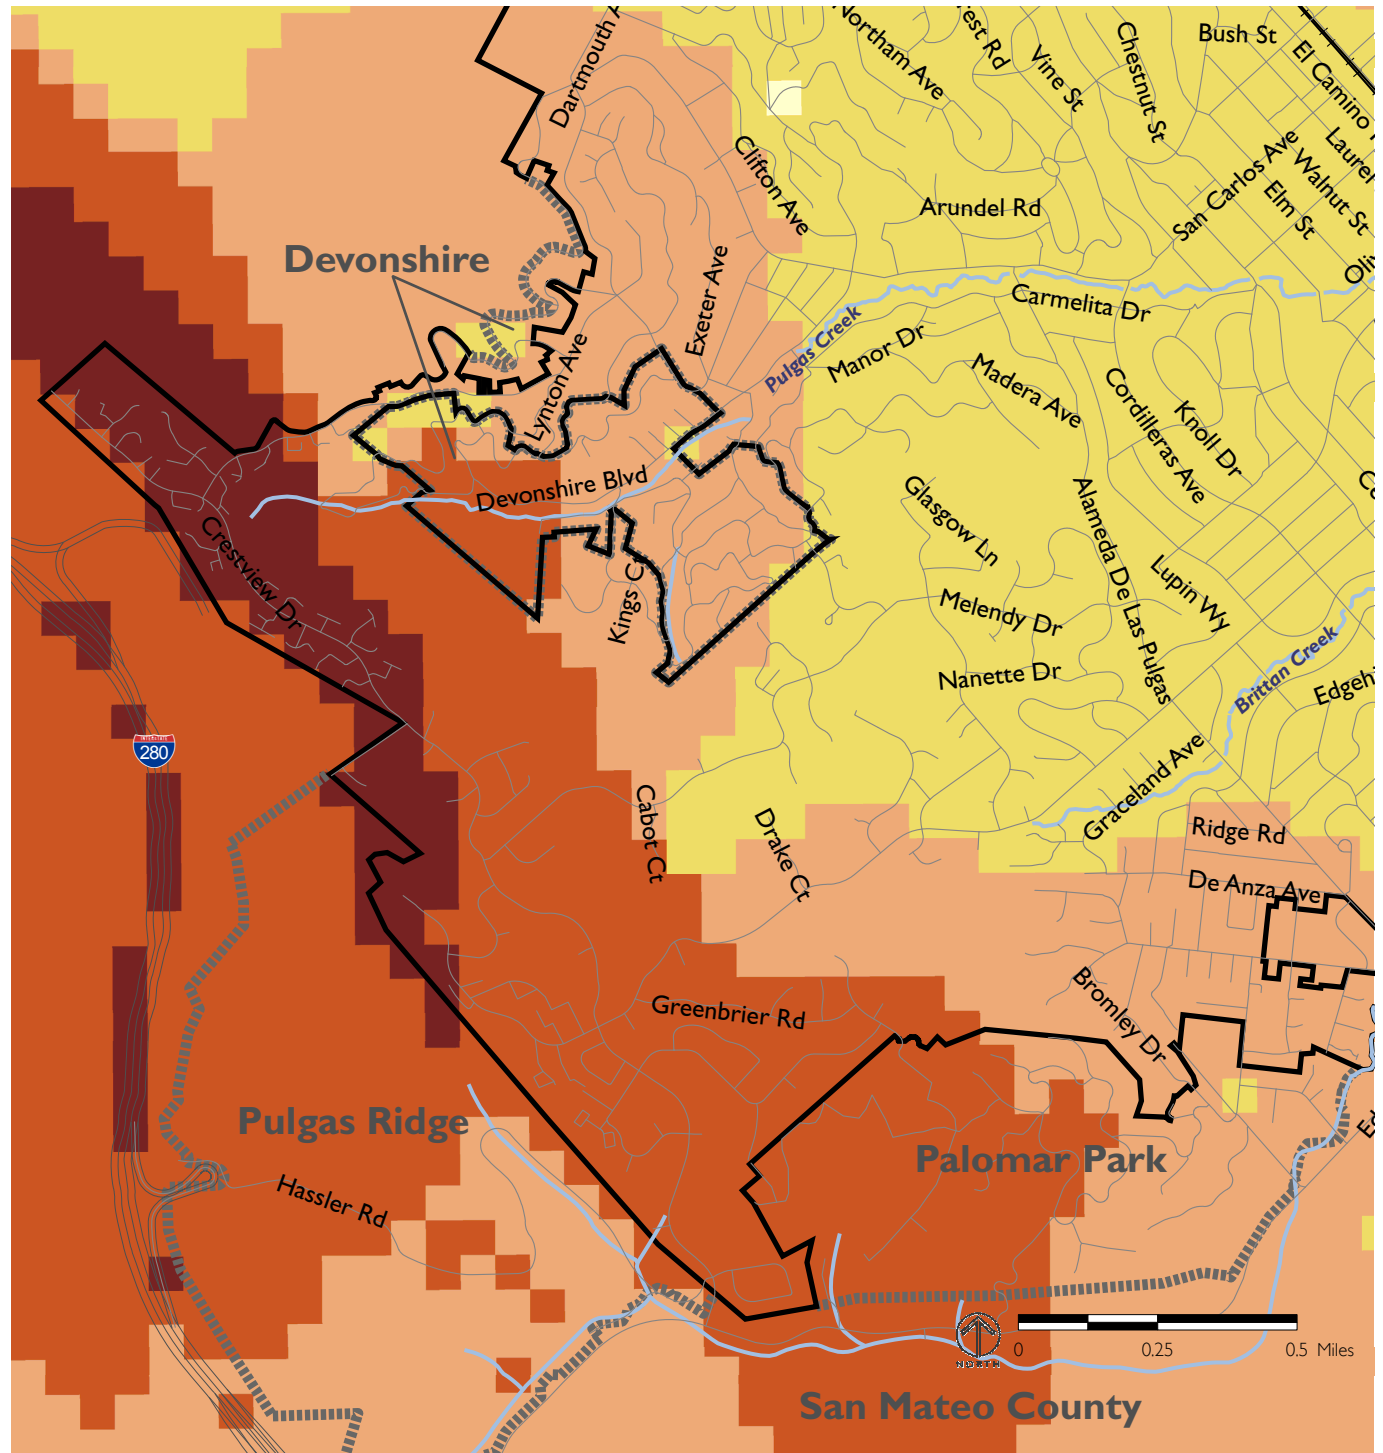 Dartmouth A
Northam Ave
rest Rd
Vine St
Chestnut St
Bush St
El Camino
Laurel
Walnut St
San Carlos Ave
Elm St
Clifton Ave
Arundel Rd
Devonshire
Exeter Ave
Carmelita Dr
Pulgas Creek
Manor Dr
Madera Ave
Lynton Ave
Cordilleras Ave
Knoll Dr
Devonshire Blvd
Glasgow Ln
Alameda De Las Pulgas
Crestview Dr
Lupin Wy
Kings Ct
Melendy Dr
Nanette Dr
Brittan Creek
Edgehi
INTERSTATE
280
Graceland Ave
Cabot Ct
Drake Ct
Ridge Rd
De Anza Ave
Bromley Dr
Greenbrier Rd
Pulgas Ridge
Palomar Park
Hassler Rd
NORTH
0 0.25 0.5 Miles
San Mateo County